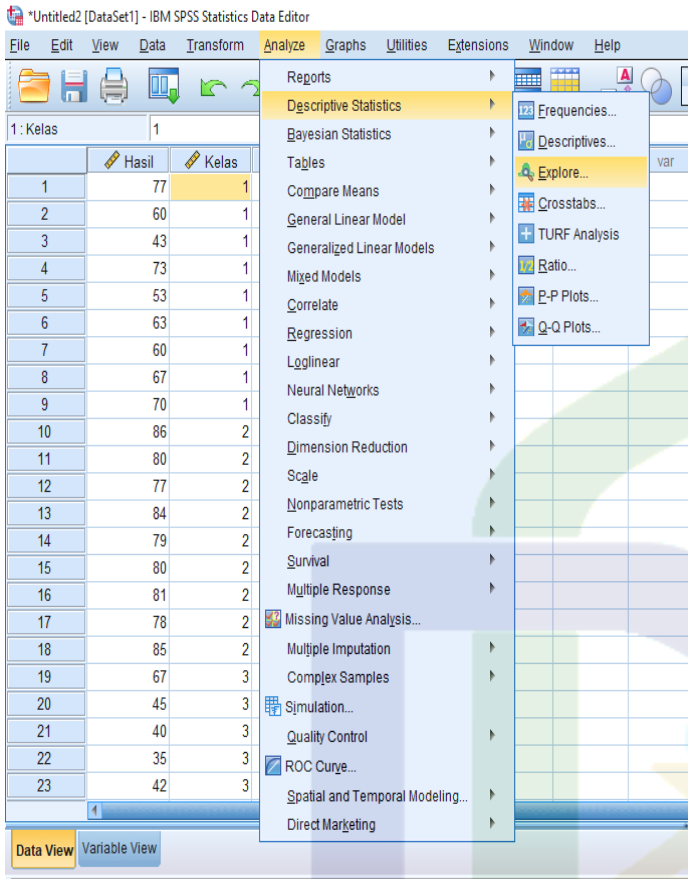 *Untitled2 [DataSet1] - IBM SPSS Statistics Data Editor
File Edit View Data Transform Analyze Graphs Utilities Extensions Window Help
1 : Kelas 1
Hasil Kelas var
1 77 1
2 60 1
3 43 1
4 73 1
5 53 1
6 63 1
7 60 1
8 67 1
9 70 1
10 86 2
11 80 2
12 77 2
13 84 2
14 79 2
15 80 2
16 81 2
17 78 2
18 85 2
19 67 3
20 45 3
21 40 3
22 35 3
23 42 3
Reports
Descriptive Statistics
Bayesian Statistics
Tables
Compare Means
General Linear Model
Generalized Linear Models
Mixed Models
Correlate
Regression
Loglinear
Neural Networks
Classify
Dimension Reduction
Scale
Nonparametric Tests
Forecasting
Survival
Multiple Response
Missing Value Analysis...
Multiple Imputation
Complex Samples
Simulation...
Quality Control
ROC Curve...
Spatial and Temporal Modeling...
Direct Marketing
123 Frequencies...
Descriptives...
Explore...
Crosstabs...
TURF Analysis
1/2 Ratio...
P-P Plots...
Q-Q Plots...
A
Data View Variable View